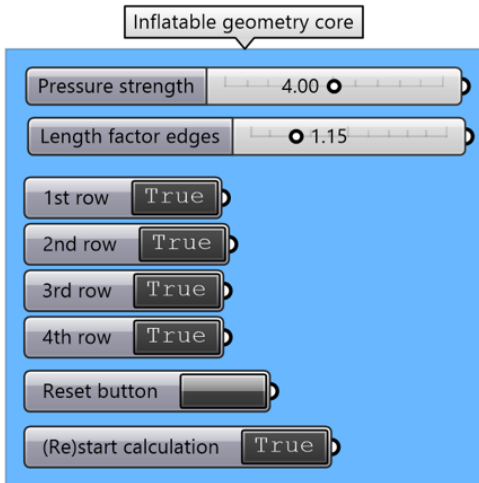 Inflatable geometry core
Pressure strength 4.00
Length factor edges 1.15
1st row True
2nd row True
3rd row True
4th row True
Reset button
(Re)start calculation True